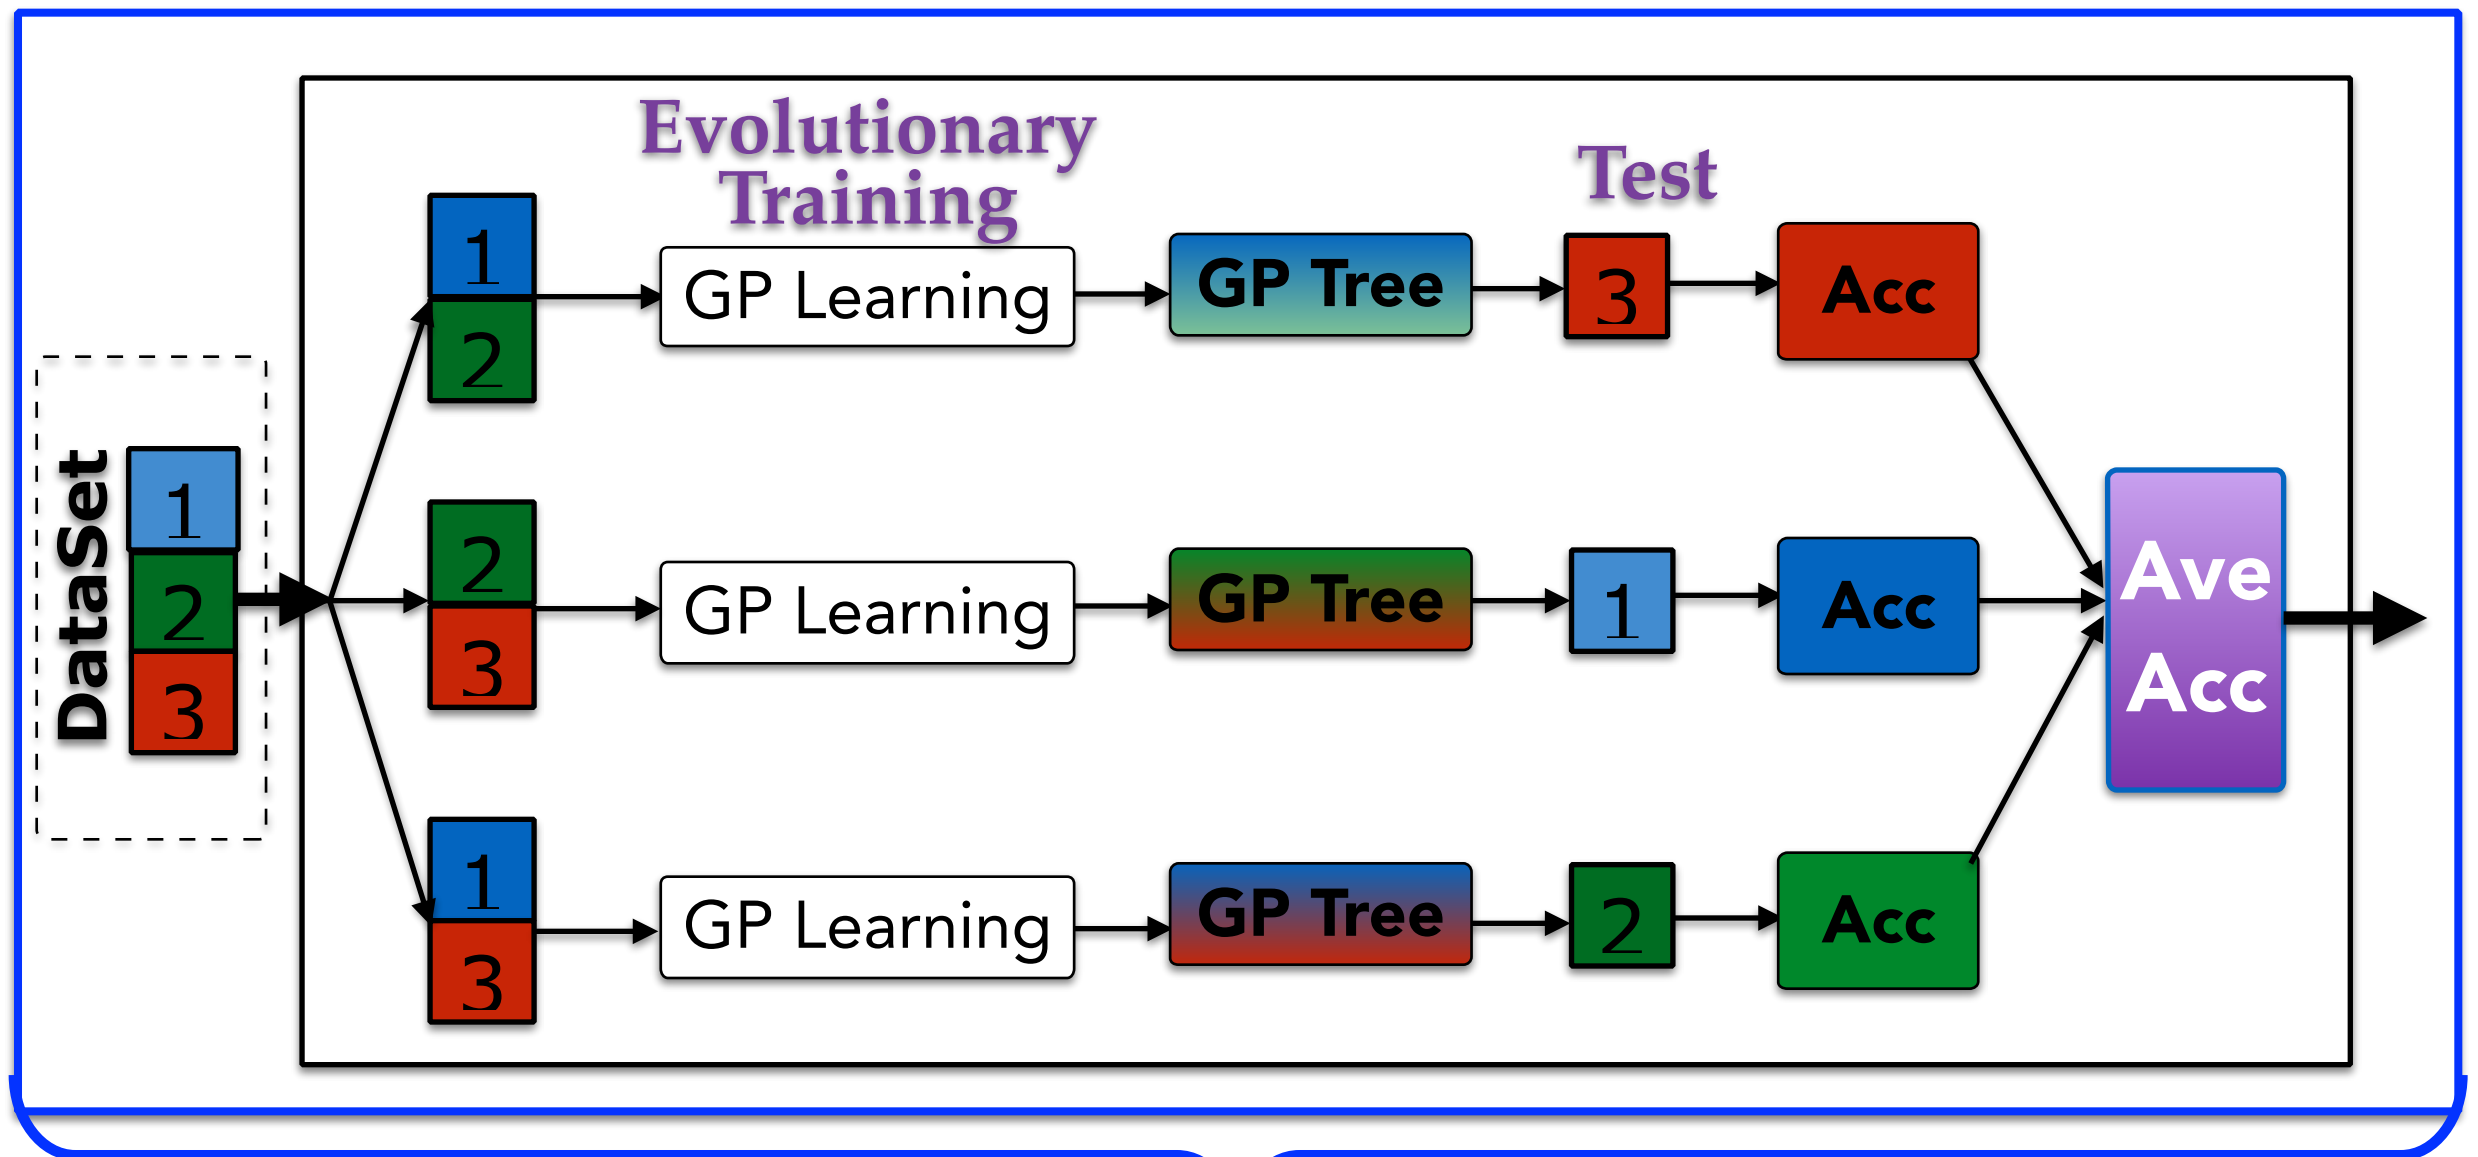 Evolutionary
Training
Test
DataSet
1
2
3
1
2
GP Learning
GP Tree
3
Acc
2
3
GP Learning
GP Tree
1
Acc
1
3
GP Learning
GP Tree
2
Acc
Ave
Acc